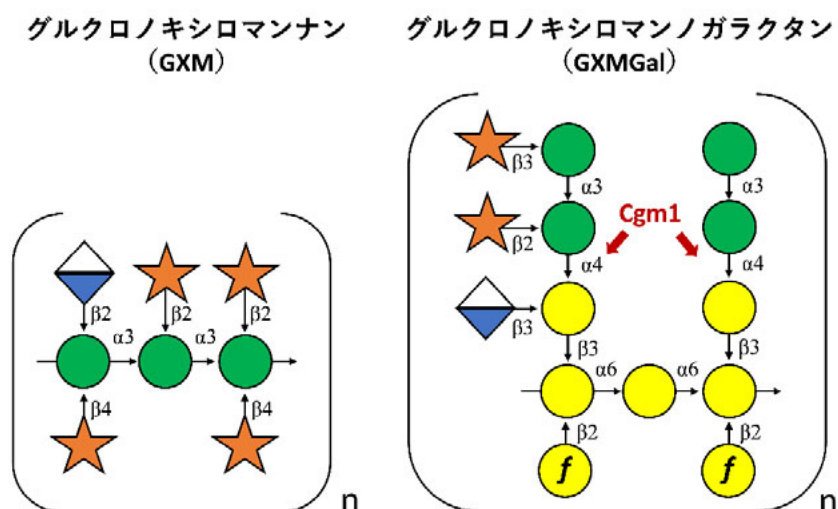 グルクロノキシロマンナン
(GXM)
β2
β2
β2
α3
α3
β4
β4
n
グルクロノキシロマンノガラクタン
(GXMGal)
β3
α3
α3
Cgm1
β2
α4
α4
β3
β3
β3
α6
α6
β2
β2
f
f
n